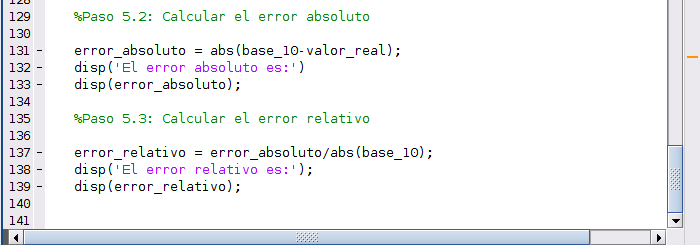 129 %Paso 5.2: Calcular el error absoluto
130
131 - error_absoluto = abs(base_10-valor_real);
132 - disp('El error absoluto es:')
133 - disp(error_absoluto);
134
135 %Paso 5.3: Calcular el error relativo
136
137 - error_relativo = error_absoluto/abs(base_10);
138 - disp('El error relativo es:');
139 - disp(error_relativo);
140
141